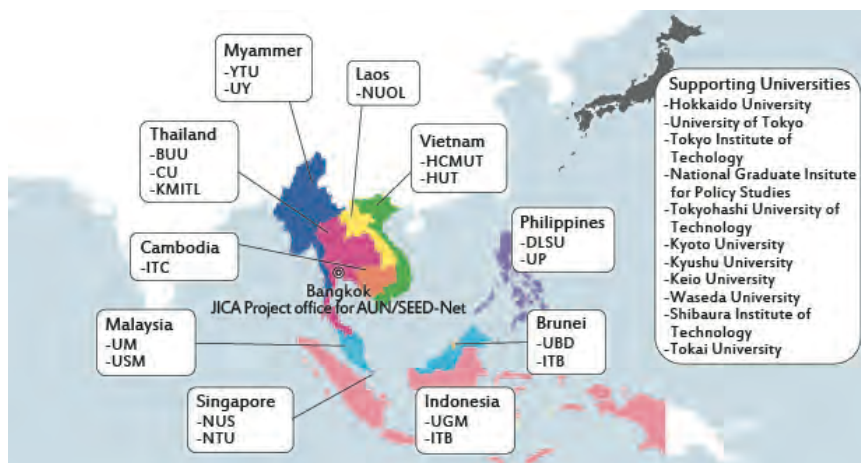 Myammer
-YTU
-UY
Laos
-NUOL
Thailand
-BUU
-CU
-KMITL
Vietnam
-HCMUT
-HUT
Cambodia
-ITC
Bangkok
JICA Project office for AUN/SEED-Net
Philippines
-DLSU
-UP
Malaysia
-UM
-USM
Brunei
-UBD
-ITB
Singapore
-NUS
-NTU
Indonesia
-UGM
-ITB
Supporting Universities
-Hokkaido University
-University of Tokyo
-Tokyo Institute of
Techology
-National Graduate Insitute
for Policy Studies
-Tokyohashi University of
Technology
-Kyoto University
-Kyushu University
-Keio University
-Waseda University
-Shibaura Institute of
Technology
-Tokai University